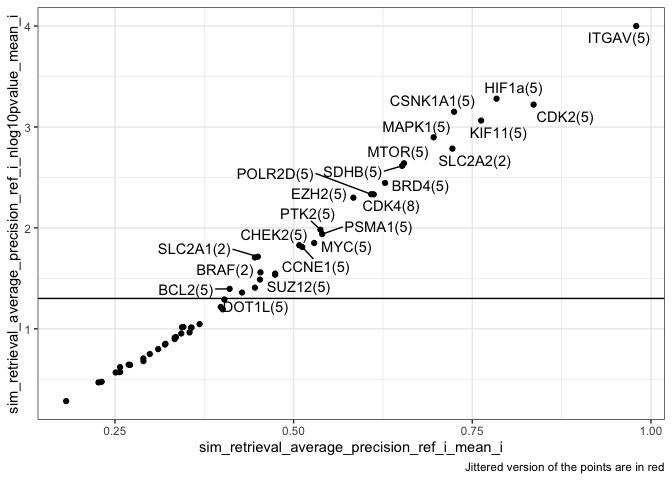 4
ITGAV(5)
HIF1a(5)
CSNK1A1(5)
CDK2(5)
3
MAPK1(5)
KIF11(5)
MTOR(5)
SLC2A2(2)
POLR2D(5)
SDHB(5)
EZH2(5)
BRD4(5)
CDK4(8)
PTK2(5)
2
CHEK2(5)
PSMA1(5)
SLC2A1(2)
MYC(5)
BRAF(2)
CCNE1(5)
BCL2(5)
SUZ12(5)
DOT1L(5)
1
0.25
0.50
0.75
1.00
sim_retrieval_average_precision_ref_i_mean_i
sim_retrieval_average_precision_ref_i_nlog10pvalue_mean_i
Jittered version of the points are in red